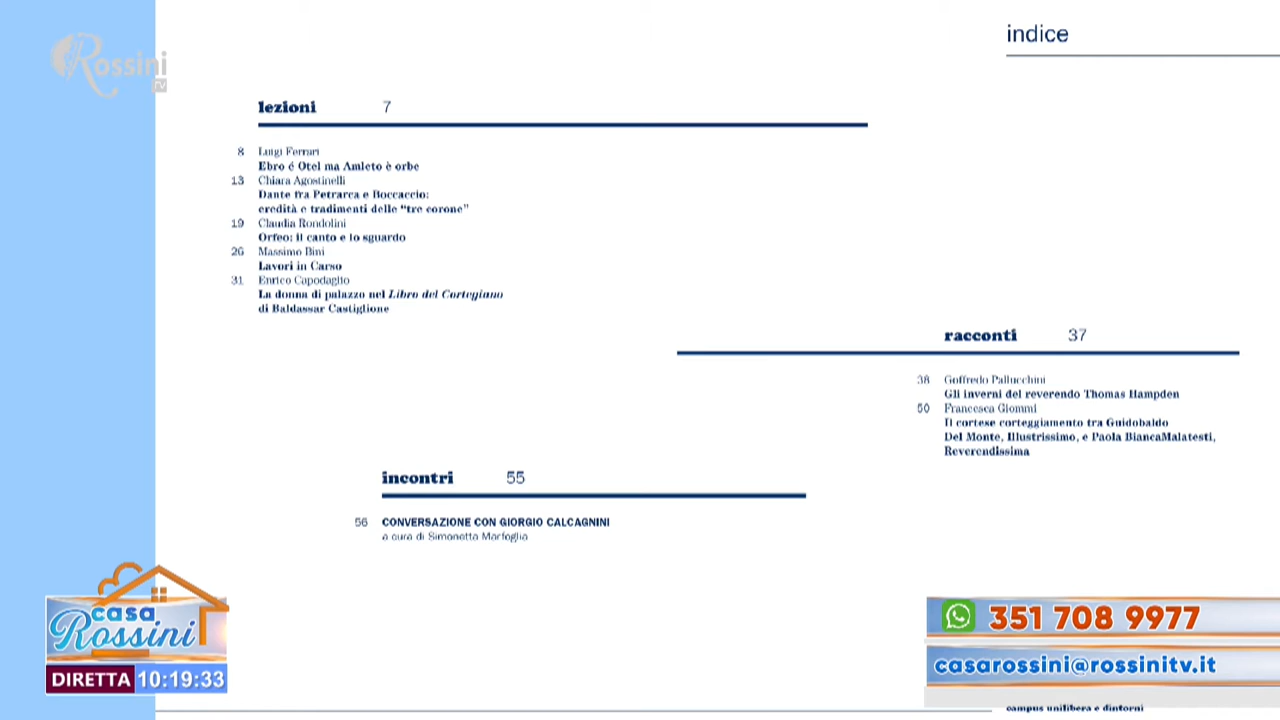 Rossini
TV
indice
lezioni 7
8 Luigi Ferrari
Ebro è Otel ma Amleto è orbe
13 Chiara Agostinelli
Dante fra Petrarca e Boccaccio:
eredità e tradimenti delle "tre corone"
19 Claudia Rondolini
Orfeo: il canto e lo sguardo
26 Massimo Bini
Lavori in Carso
31 Enrico Capodaglio
La donna di palazzo nel Libro del Cortegiano
di Baldassar Castiglione
racconti 37
38 Goffredo Pallucchini
Gli inverni del reverendo Thomas Hampden
50 Francesca Giommi
Il cortese corteggiamento tra Guidobaldo
Del Monte, Illustrissimo, e Paola BiancaMalatesti,
Reverendissima
incontri 55
56 CONVERSAZIONE CON GIORGIO CALCAGNINI
a cura di Simonetta Marfoglia
casa
Rossini
DIRETTA 10:19:33
351 708 9977
casarossini@rossinitv.it
campus unilibera e dintorni